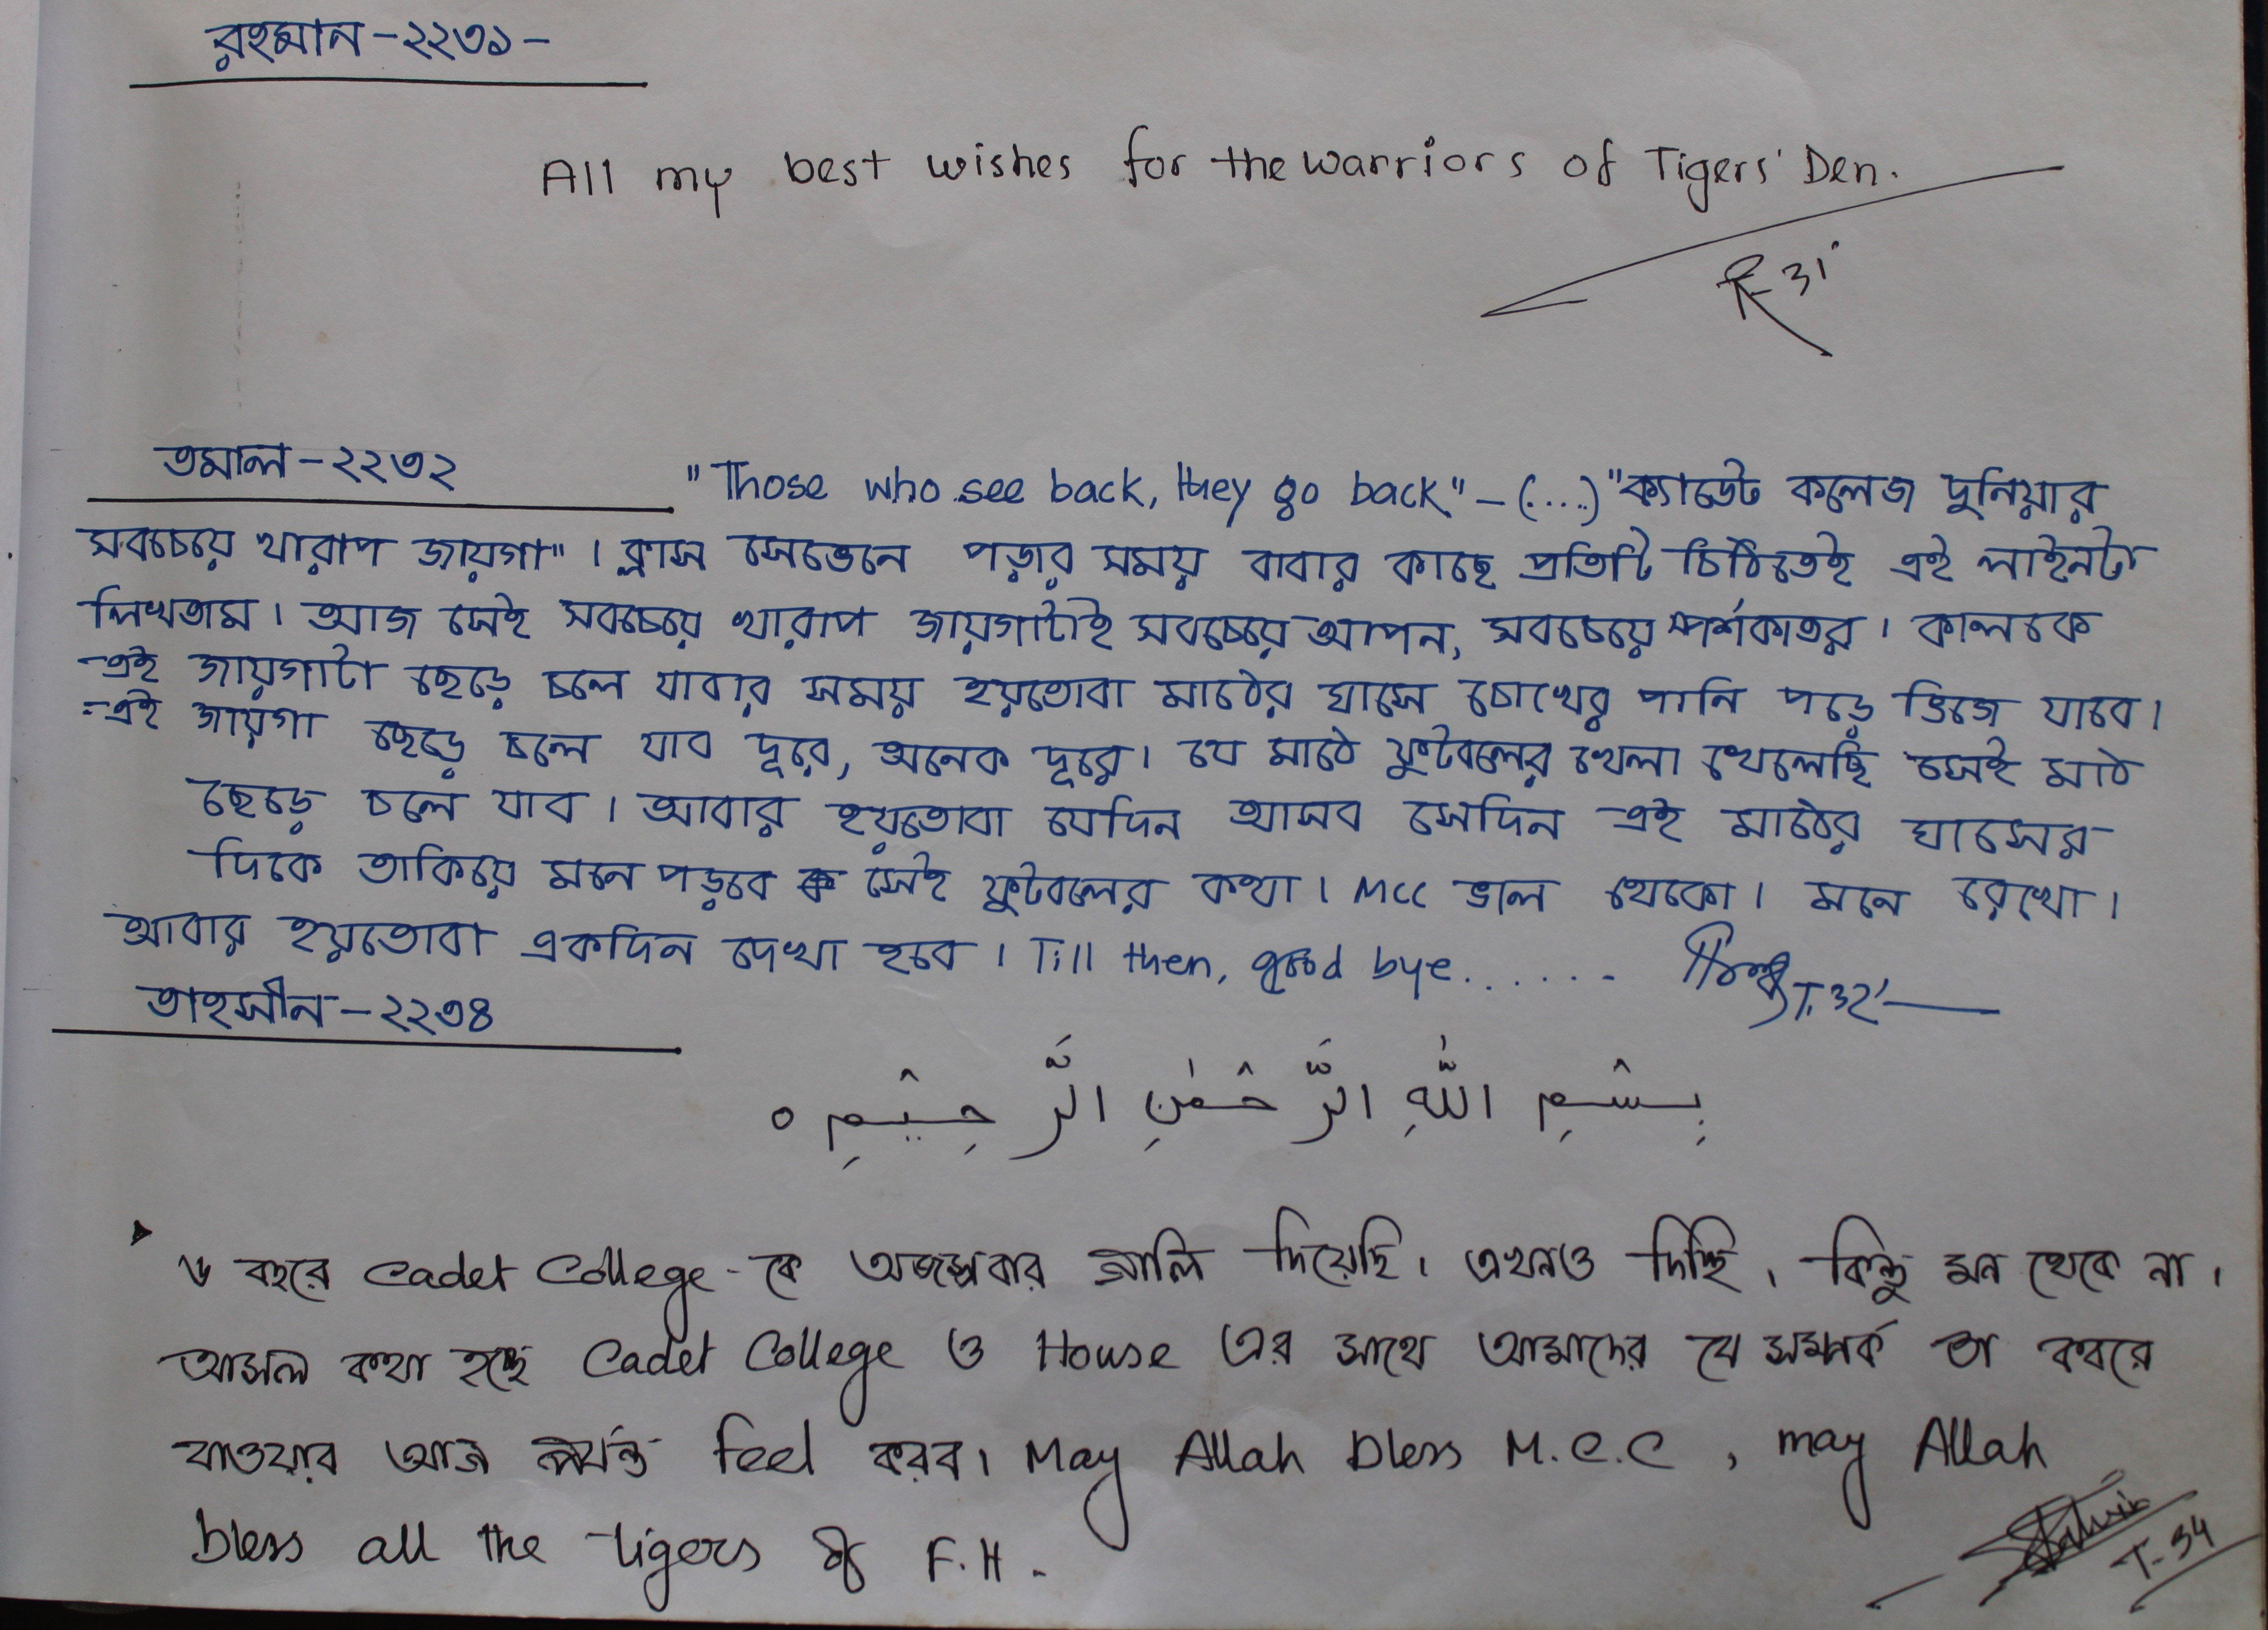 রহমান - ২২৩১ -
All my best wishes for the warriors of Tigers' Den.
R-31'
তমাল - ২২৩২
"Those who see back, they go back" - (....) "ক্যাডেট কলেজ দুনিয়ার
সবচেয়ে খারাপ জায়গা"। ক্লাস সেভেনে পড়ার সময় বাবার কাছে প্রতিটি চিঠিতেই এই লাইনটা
লিখতাম। আজ সেই সবচেয়ে খারাপ জায়গাটাই সবচেয়ে আপন, সবচেয়ে স্পর্শকাতর। কালকে
এই জায়গাটা ছেড়ে চলে যাবার সময় হয়তোবা মাঠের ঘাসে চোখের পানি পড়ে ভিজে যাবে।
এই জায়গা ছেড়ে চলে যাব দূরে, অনেক দূরে। যে মাঠে ফুটবলের খেলা খেলেছি সেই মাঠ
ছেড়ে চলে যাব। আবার হয়তোবা যেদিন আসব সেদিন এই মাঠের ঘাসের
দিকে তাকিয়ে মনে পড়বে সেই ফুটবলের কথা। MCC ভাল থেকো। মনে রেখো।
আবার হয়তোবা একদিন দেখা হবে। Till then, good bye.......
T.32'
তাহসীন - ২২৩৪
بِسْمِ اللّٰهِ الرَّحْمٰنِ الرَّحِيْمِ ০
৬ বছরে Cadet College - কে অজস্রবার গালি দিয়েছি। এখনও দিচ্ছি, কিন্তু মন থেকে না।
আসল কথা হচ্ছে Cadet College ও House এর সাথে আমাদের যে সম্পর্ক তা কবরে
যাওয়ার আগ পর্যন্ত feel করব। May Allah bless M.C.C, may Allah
bless all the tigers of F.H.
T-34